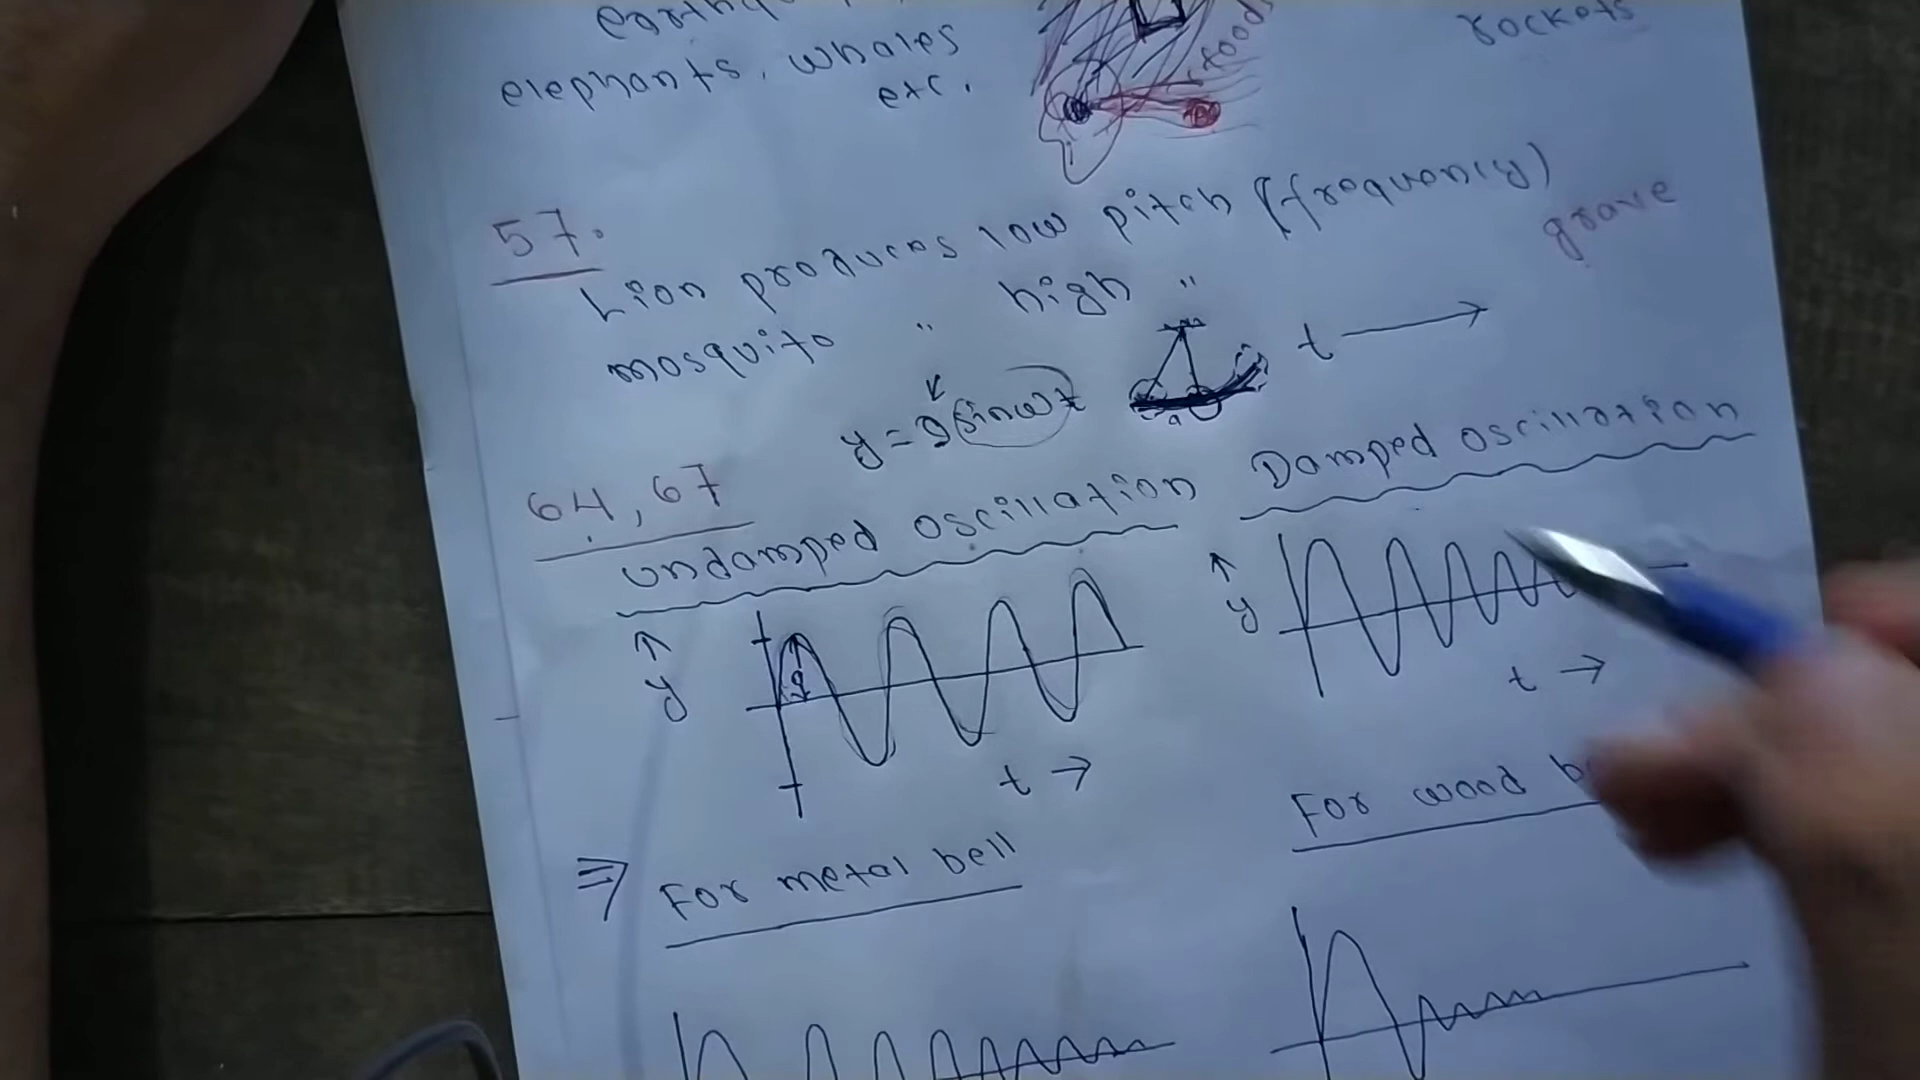 elephants, whales
etc.
foods
rockets
57.
Lion produces low pitch (frequency)
grave
mosquito " high "
t →
y = a sinωt
64, 67
undamped oscillation
Damped oscillation
↑
y
a
t →
↑
y
t →
⇒ For metal bell
For wood